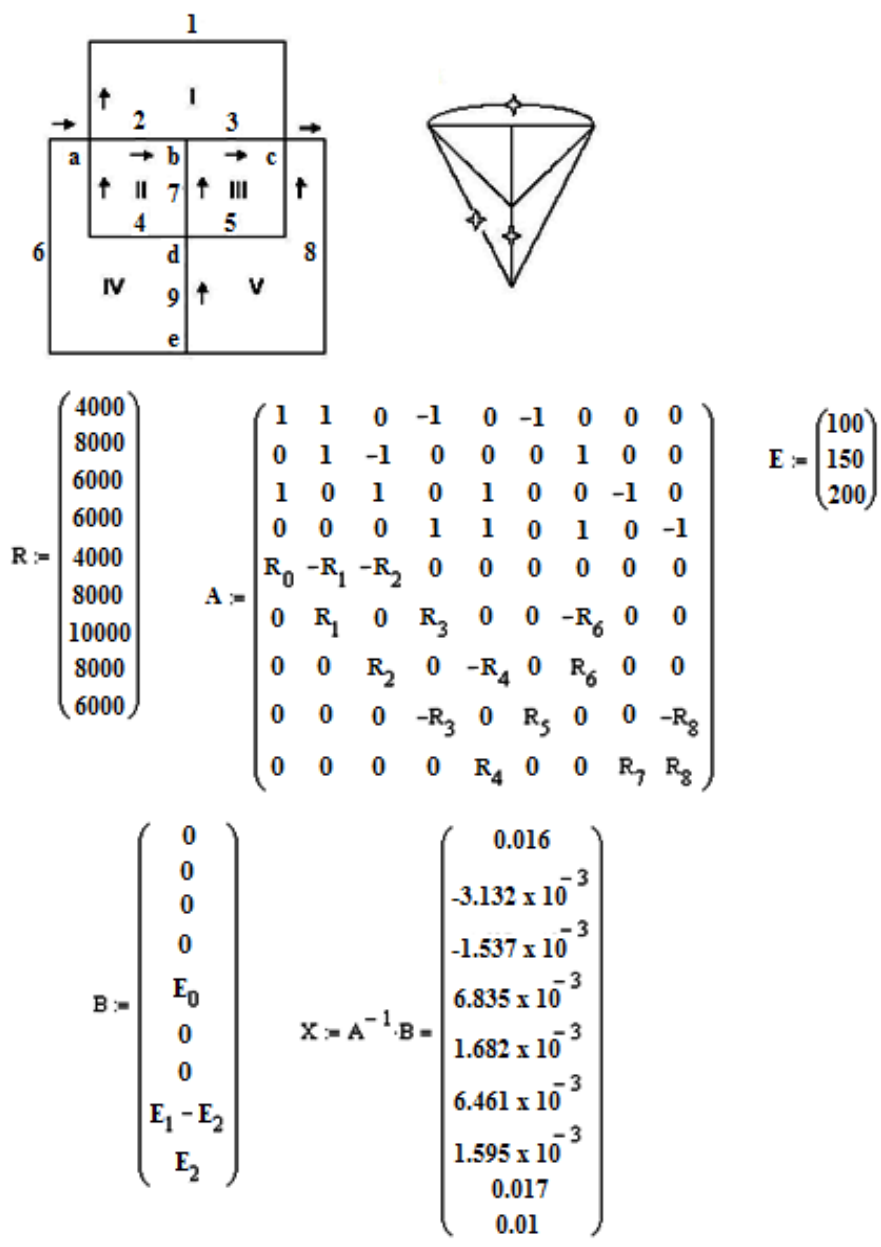 1
I
2 3
a b c
II 7 III
4 5
6 d 8
IV 9 V
e
R := (4000 8000 6000 6000 4000 8000 10000 8000 6000)
A :=
1 1 0 -1 0 -1 0 0 0
0 1 -1 0 0 0 1 0 0
1 0 1 0 1 0 0 -1 0
0 0 0 1 1 0 1 0 -1
R₀ -R₁ -R₂ 0 0 0 0 0 0
0 R₁ 0 R₃ 0 0 -R₆ 0 0
0 0 R₂ 0 -R₄ 0 R₆ 0 0
0 0 0 -R₃ 0 R₅ 0 0 -R₈
0 0 0 0 R₄ 0 0 R₇ R₈
E :=
100
150
200
B :=
0
0
0
0
E₀
0
0
E₁ - E₂
E₂
X := A⁻¹·B =
0.016
-3.132 x 10⁻³
-1.537 x 10⁻³
6.835 x 10⁻³
1.682 x 10⁻³
6.461 x 10⁻³
1.595 x 10⁻³
0.017
0.01